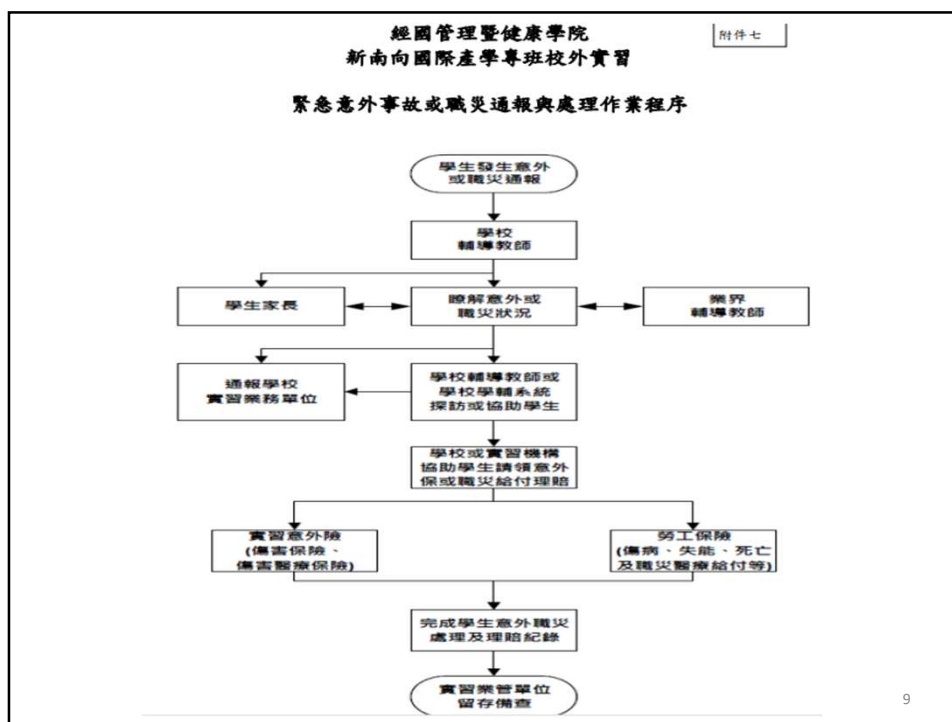 經國管理暨健康學院
附件七
新南向國際產學專班校外實習
緊急意外事故或職災通報與處理作業程序
學生發生意外
或職災通報
學校
輔導教師
學生家長
瞭解意外或
職災狀況
業界
輔導教師
通報學校
實習業務單位
學校輔導教師或
學校學輔系統
探訪或協助學生
學校或實習機構
協助學生請領意外
保或職災給付理賠
實習意外險
(傷害保險、
傷害醫療保險)
勞工保險
(傷病、失能、死亡
及職災醫療給付等)
完成學生意外職災
處理及理賠紀錄
實習業管單位
留存備查
9